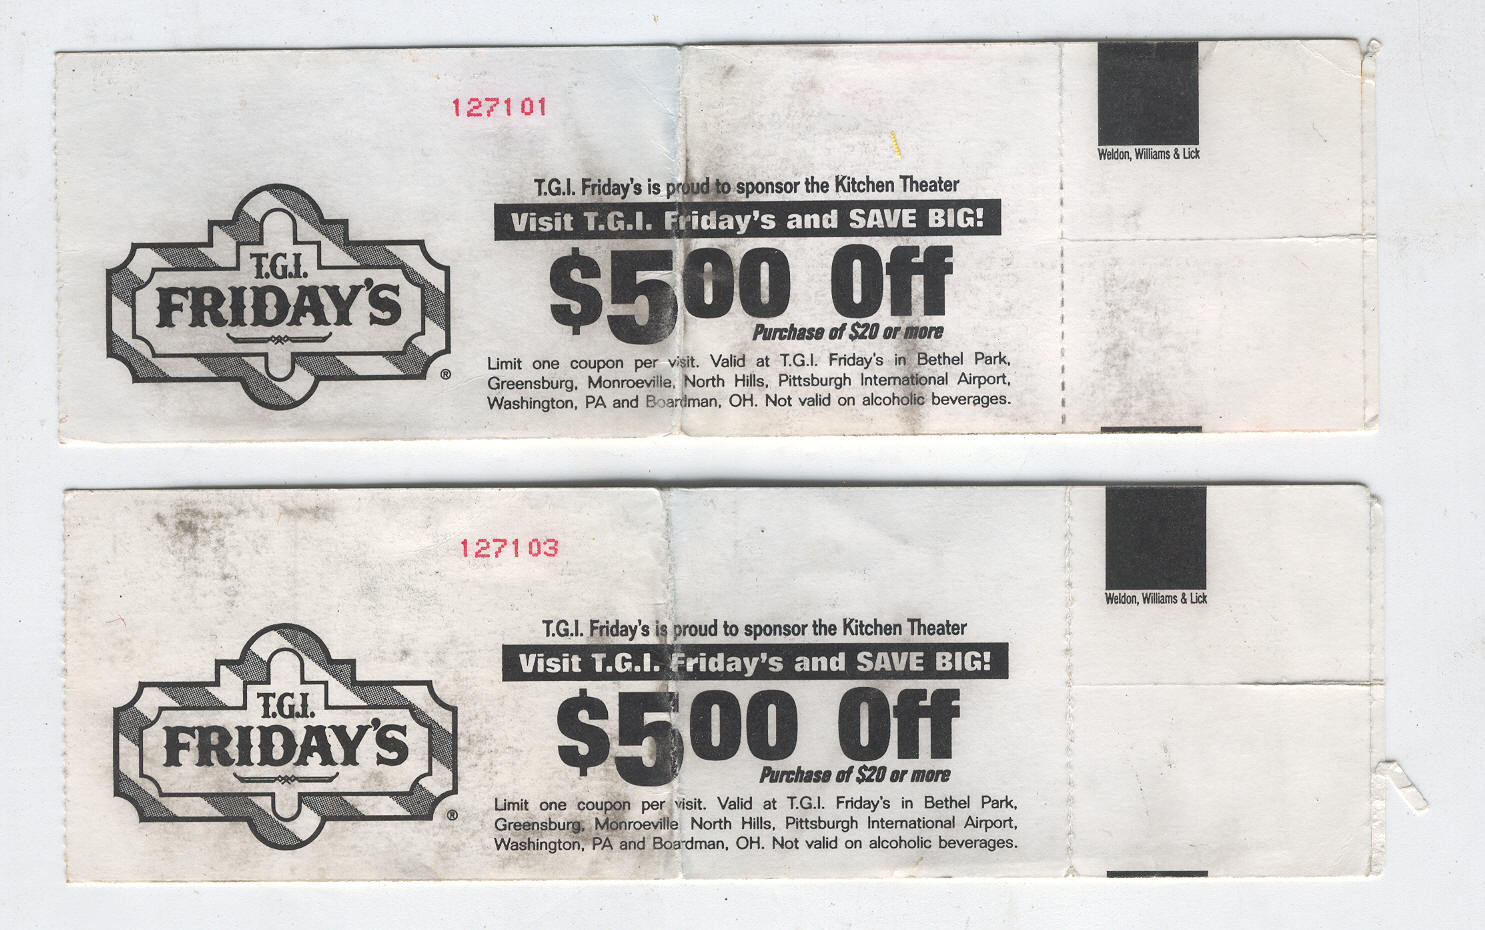 127101
Weldon, Williams & Lick
T.G.I. Friday's is proud to sponsor the Kitchen Theater
Visit T.G.I. Friday's and SAVE BIG!
$5.00 Off
Purchase of $20 or more
T.G.I.
FRIDAY'S
®
Limit one coupon per visit. Valid at T.G.I. Friday's in Bethel Park,
Greensburg, Monroeville, North Hills, Pittsburgh International Airport,
Washington, PA and Boardman, OH. Not valid on alcoholic beverages.
127103
Weldon, Williams & Lick
T.G.I. Friday's is proud to sponsor the Kitchen Theater
Visit T.G.I. Friday's and SAVE BIG!
$5.00 Off
Purchase of $20 or more
T.G.I.
FRIDAY'S
®
Limit one coupon per visit. Valid at T.G.I. Friday's in Bethel Park,
Greensburg, Monroeville North Hills, Pittsburgh International Airport,
Washington, PA and Boardman, OH. Not valid on alcoholic beverages.